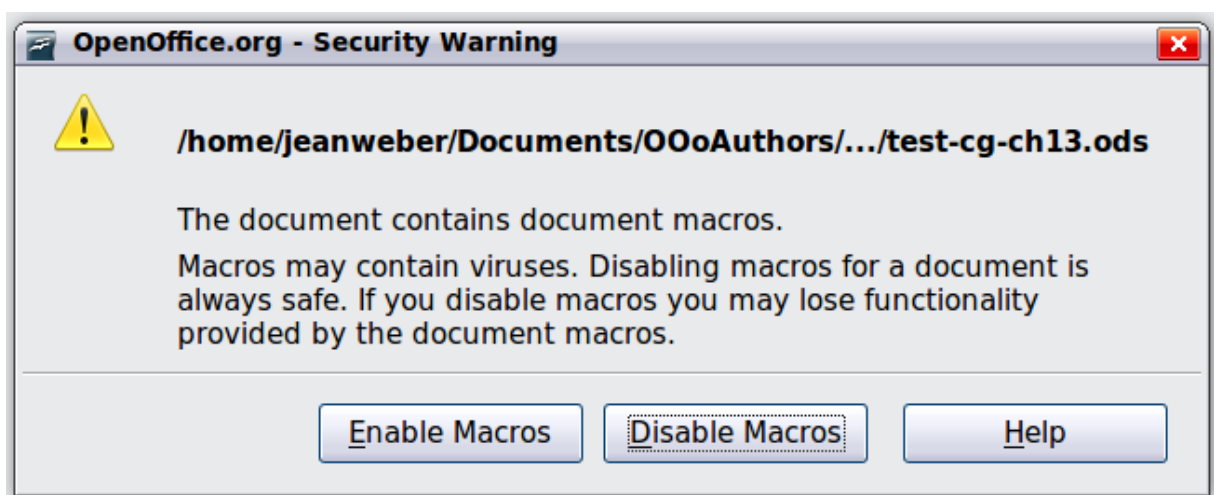 OpenOffice.org - Security Warning
/home/jeanweber/Documents/OOoAuthors/.../test-cg-ch13.ods
The document contains document macros.
Macros may contain viruses. Disabling macros for a document is
always safe. If you disable macros you may lose functionality
provided by the document macros.
Enable Macros
Disable Macros
Help